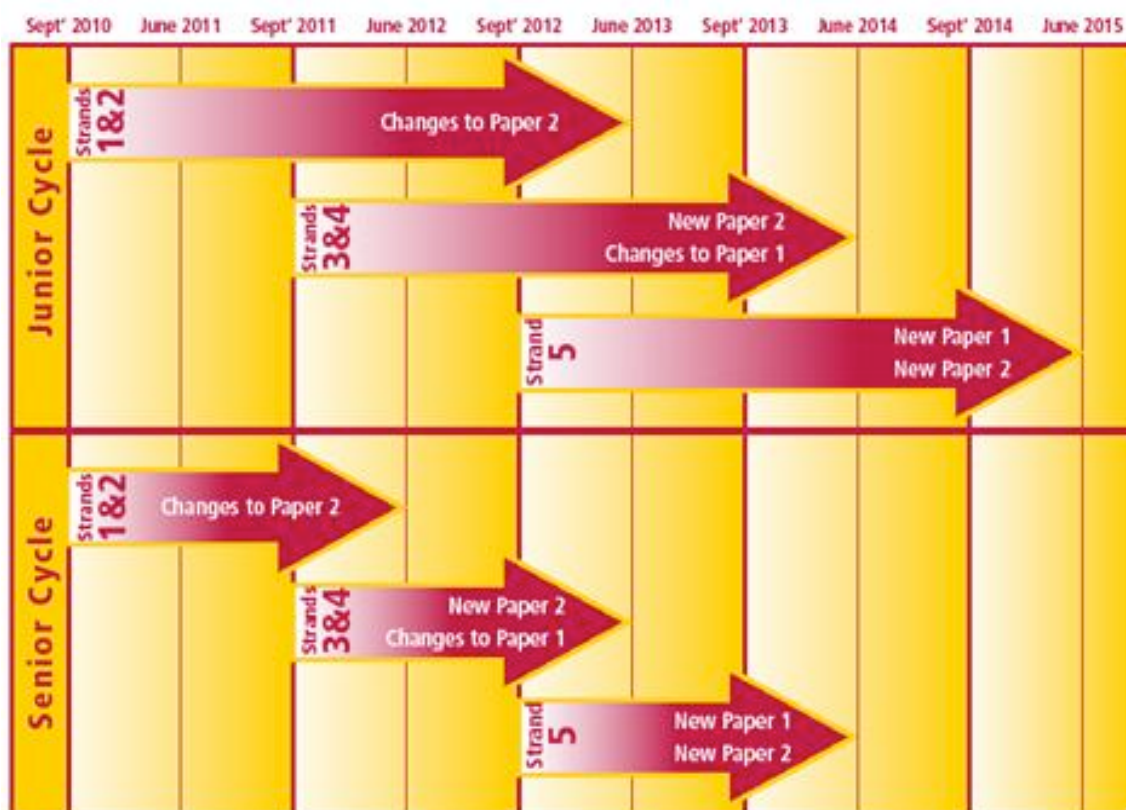 Sept' 2010 June 2011 Sept' 2011 June 2012 Sept' 2012 June 2013 Sept' 2013 June 2014 Sept' 2014 June 2015
Junior Cycle
Strands
1&2
Changes to Paper 2
Strands
3&4
New Paper 2
Changes to Paper 1
Strand
5
New Paper 1
New Paper 2
Senior Cycle
Strands
1&2
Changes to Paper 2
Strands
3&4
New Paper 2
Changes to Paper 1
Strand
5
New Paper 1
New Paper 2